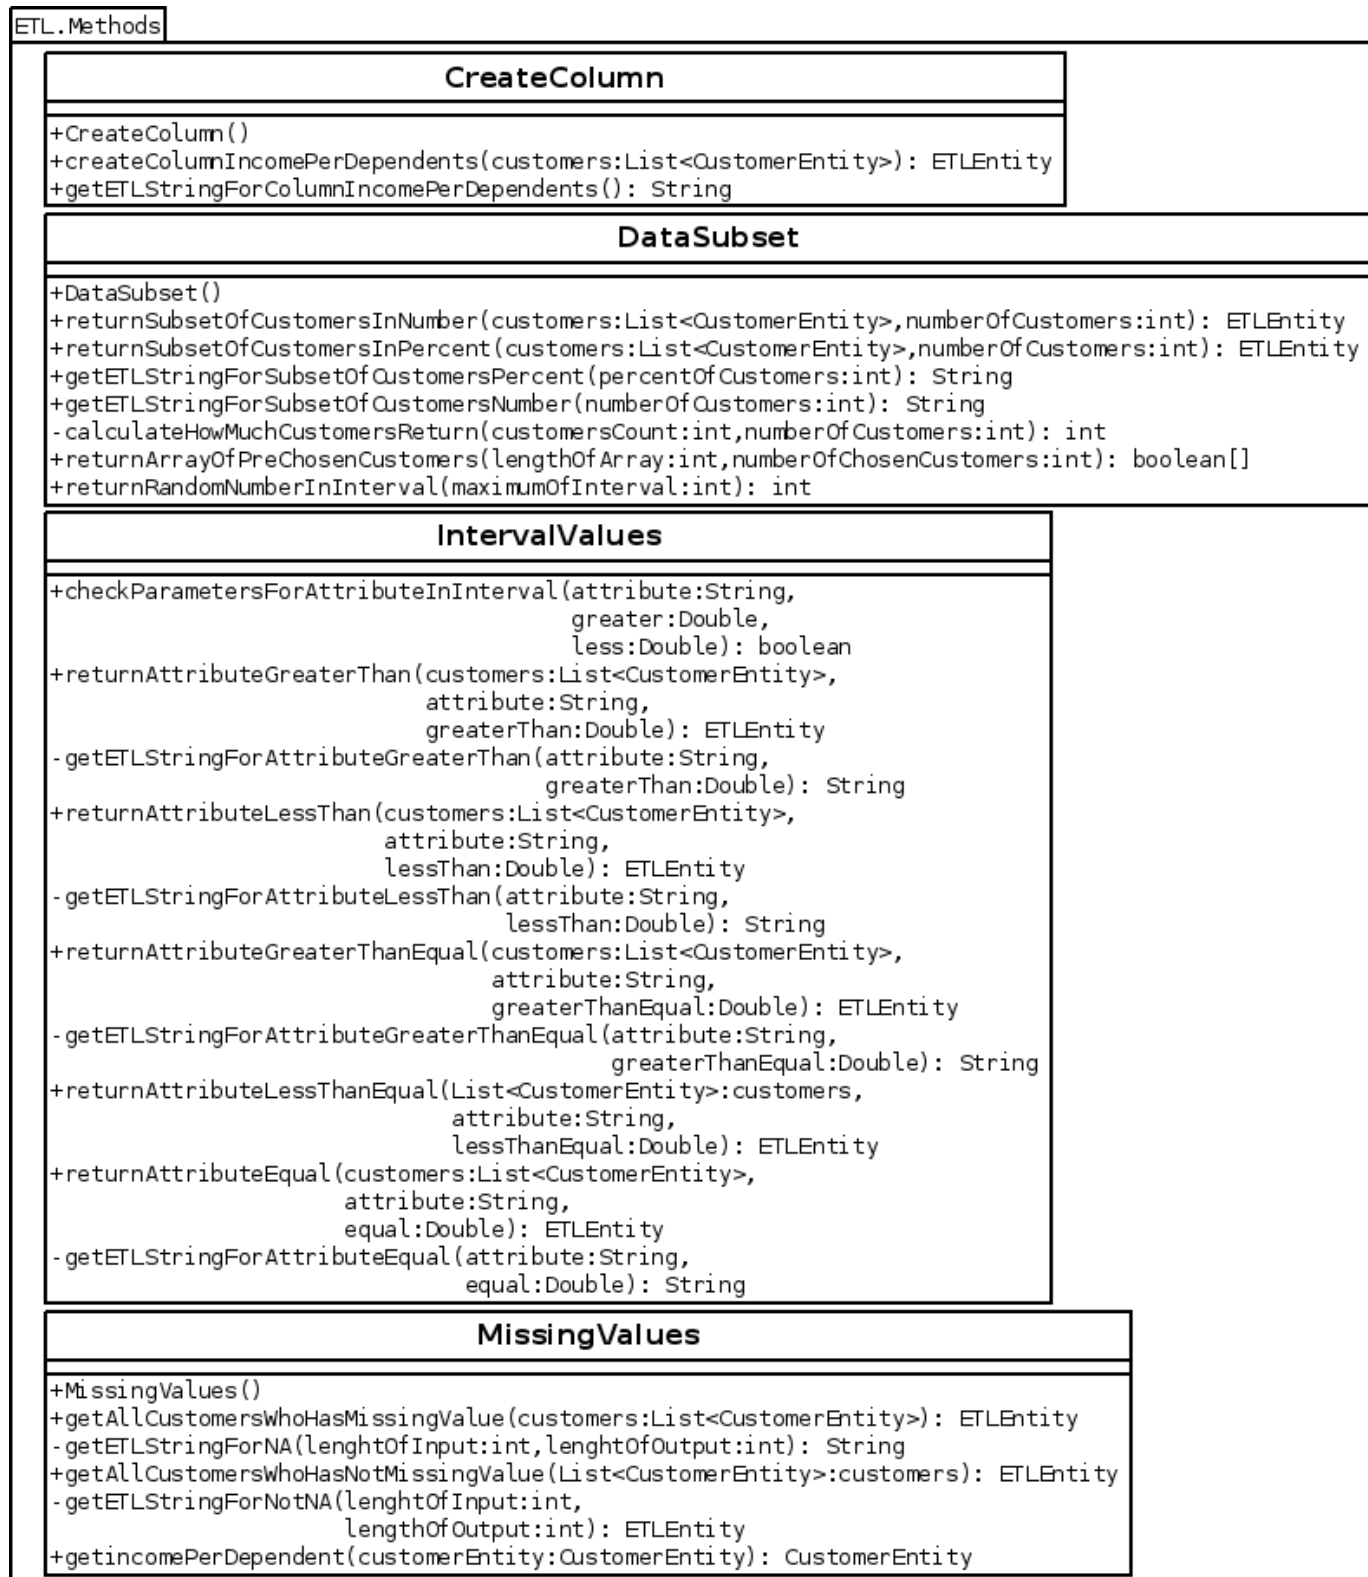 ETL.Methods
CreateColumn
+CreateColumn()
+createColumnIncomePerDependents(customers:List<CustomerEntity>): ETLEntity
+getETLStringForColumnIncomePerDependents(): String
DataSubset
+DataSubset()
+returnSubsetOfCustomersInNumber(customers:List<CustomerEntity>,numberOfCustomers:int): ETLEntity
+returnSubsetOfCustomersInPercent(customers:List<CustomerEntity>,numberOfCustomers:int): ETLEntity
+getETLStringForSubsetOfCustomersPercent(percentOfCustomers:int): String
+getETLStringForSubsetOfCustomersNumber(numberOfCustomers:int): String
-calculateHowMuchCustomersReturn(customersCount:int,numberOfCustomers:int): int
+returnArrayOfPreChosenCustomers(lengthOfArray:int,numberOfChosenCustomers:int): boolean[]
+returnRandomNumberInInterval(maximumOfInterval:int): int
IntervalValues
+checkParametersForAttributeInInterval(attribute:String,
greater:Double,
less:Double): boolean
+returnAttributeGreaterThan(customers:List<CustomerEntity>,
attribute:String,
greaterThan:Double): ETLEntity
-getETLStringForAttributeGreaterThan(attribute:String,
greaterThan:Double): String
+returnAttributeLessThan(customers:List<CustomerEntity>,
attribute:String,
lessThan:Double): ETLEntity
-getETLStringForAttributeLessThan(attribute:String,
lessThan:Double): String
+returnAttributeGreaterThanEqual(customers:List<CustomerEntity>,
attribute:String,
greaterThanEqual:Double): ETLEntity
-getETLStringForAttributeGreaterThanEqual(attribute:String,
greaterThanEqual:Double): String
+returnAttributeLessThanEqual(List<CustomerEntity>:customers,
attribute:String,
lessThanEqual:Double): ETLEntity
+returnAttributeEqual(customers:List<CustomerEntity>,
attribute:String,
equal:Double): ETLEntity
-getETLStringForAttributeEqual(attribute:String,
equal:Double): String
MissingValues
+MissingValues()
+getAllCustomersWhoHasMissingValue(customers:List<CustomerEntity>): ETLEntity
-getETLStringForNA(lenghtOfInput:int,lenghtOfOutput:int): String
+getAllCustomersWhoHasNotMissingValue(List<CustomerEntity>:customers): ETLEntity
-getETLStringForNotNA(lenghtOfInput:int,
lengthOfOutput:int): ETLEntity
+getincomePerDependent(customerEntity:CustomerEntity): CustomerEntity